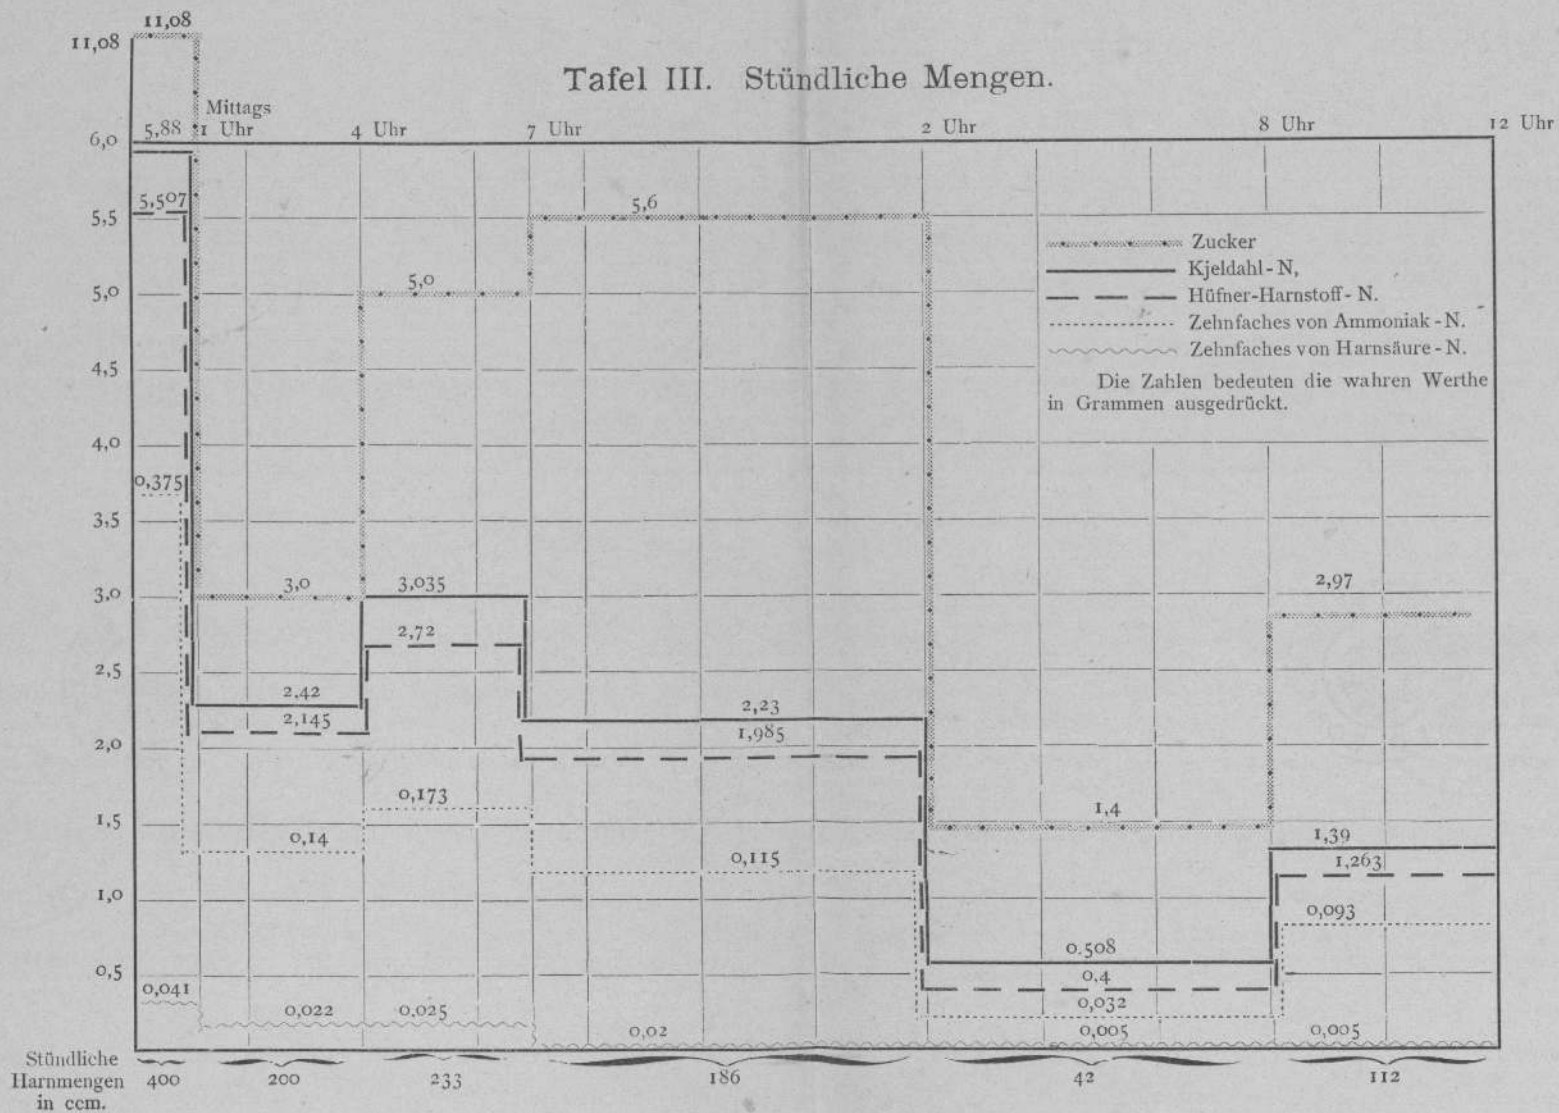 11,08
11,08
Tafel III. Stündliche Mengen.
Mittags
5,88 1 Uhr 4 Uhr 7 Uhr 2 Uhr 8 Uhr 12 Uhr
6,0
5,507
5,6
5,5
Zucker
Kjeldahl-N,
Hüfner-Harnstoff-N.
Zehnfaches von Ammoniak-N.
Zehnfaches von Harnsäure-N.
Die Zahlen bedeuten die wahren Werthe
in Grammen ausgedrückt.
5,0
5,0
4,5
4,0
0,375
3,5
3,0
3,0 3,035 2,97
2,72
2,5
2,42 2,23
2,145 1,985
2,0
0,173 1,4
1,5
0,14 0,115 1,39
1,263
1,0
0,093
0.508
0,5
0.4
0,041 0,032
0,022 0,025 0,02 0,005 0,005
Stündliche
Harnmengen 400 200 233 186 42 112
in ccm.